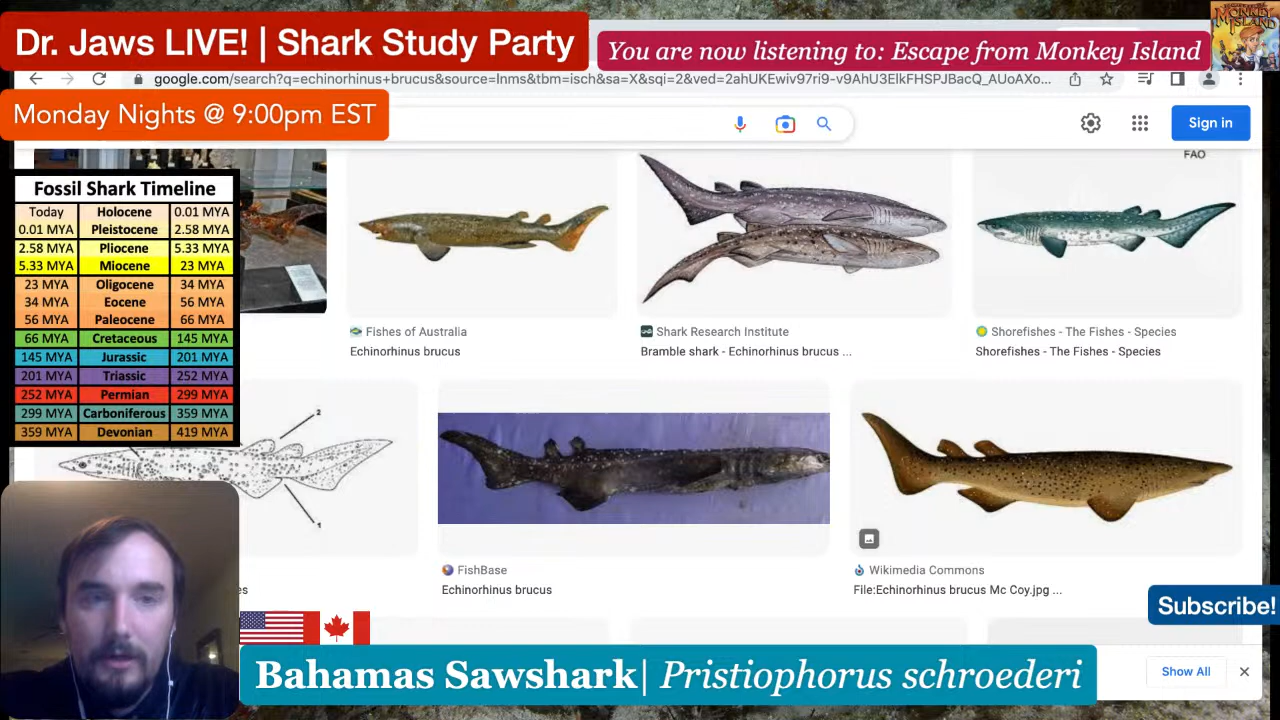 Dr. Jaws LIVE! | Shark Study Party
You are now listening to: Escape from Monkey Island
MONKEY ISLAND
google.com/search?q=echinorhinus+brucus&source=lnms&tbm=isch&sa=X&sqi=2&ved=2ahUKEwiv97ri9-v9AhU3ElkFHSPJBacQ_AUoAXo...
Monday Nights @ 9:00pm EST
Sign in
FAO
Fossil Shark Timeline
Today Holocene 0.01 MYA
0.01 MYA Pleistocene 2.58 MYA
2.58 MYA Pliocene 5.33 MYA
5.33 MYA Miocene 23 MYA
23 MYA Oligocene 34 MYA
34 MYA Eocene 56 MYA
56 MYA Paleocene 66 MYA
66 MYA Cretaceous 145 MYA
145 MYA Jurassic 201 MYA
201 MYA Triassic 252 MYA
252 MYA Permian 299 MYA
299 MYA Carboniferous 359 MYA
359 MYA Devonian 419 MYA
Fishes of Australia
Echinorhinus brucus
Shark Research Institute
Bramble shark - Echinorhinus brucus ...
Shorefishes - The Fishes - Species
Shorefishes - The Fishes - Species
2
1
es
FishBase
Echinorhinus brucus
Wikimedia Commons
File:Echinorhinus brucus Mc Coy.jpg ...
Subscribe!
Bahamas Sawshark| Pristiophorus schroederi
Show All